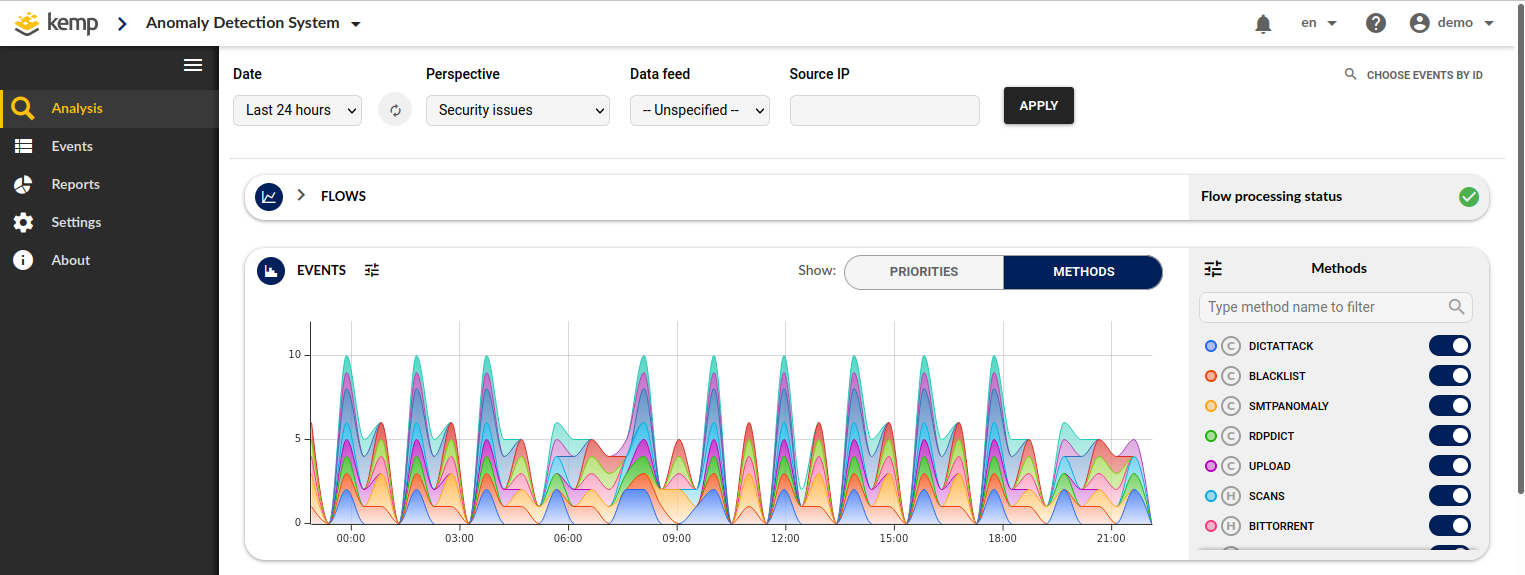 kemp
Anomaly Detection System
en
demo
Analysis
Events
Reports
Settings
About
Date
Perspective
Data feed
Source IP
Last 24 hours
Security issues
-- Unspecified --
APPLY
CHOOSE EVENTS BY ID
FLOWS
Flow processing status
EVENTS
Show:
PRIORITIES
METHODS
10
5
0
00:00
03:00
06:00
09:00
12:00
15:00
18:00
21:00
Methods
Type method name to filter
C DICTATTACK
C BLACKLIST
C SMTPANOMALY
C RDPDICT
C UPLOAD
H SCANS
H BITTORRENT